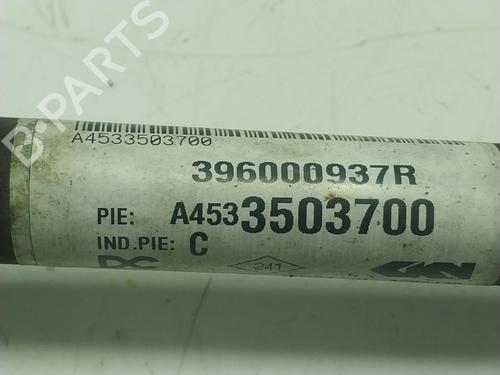 A4533503700
396000937R
PIE: A4533503700
IND.PIE: C
DC 241 GKN
B-PARTS